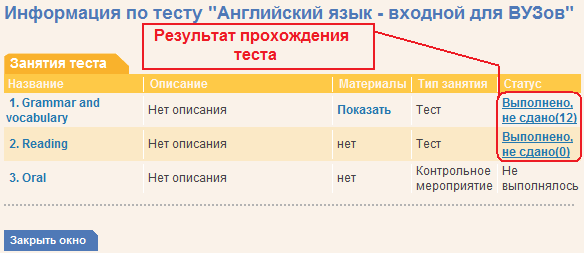 Информация по тесту "Английский язык - входной для ВУЗов"
Результат прохождения
теста
Занятия теста
Название Описание Материалы Тип занятия Статус
1. Grammar and vocabulary Нет описания Показать Тест Выполнено, не сдано(12)
2. Reading Нет описания нет Тест Выполнено, не сдано(0)
3. Oral Нет описания нет Контрольное мероприятие Не выполнялось
Закрыть окно